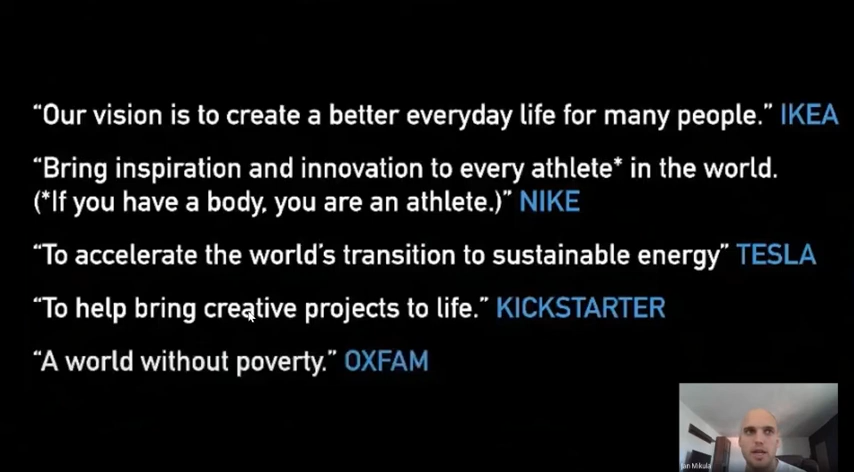 “Our vision is to create a better everyday life for many people.” IKEA
“Bring inspiration and innovation to every athlete* in the world.
(*If you have a body, you are an athlete.)” NIKE
“To accelerate the world’s transition to sustainable energy” TESLA
“To help bring creative projects to life.” KICKSTARTER
“A world without poverty.” OXFAM
Jan Mikula